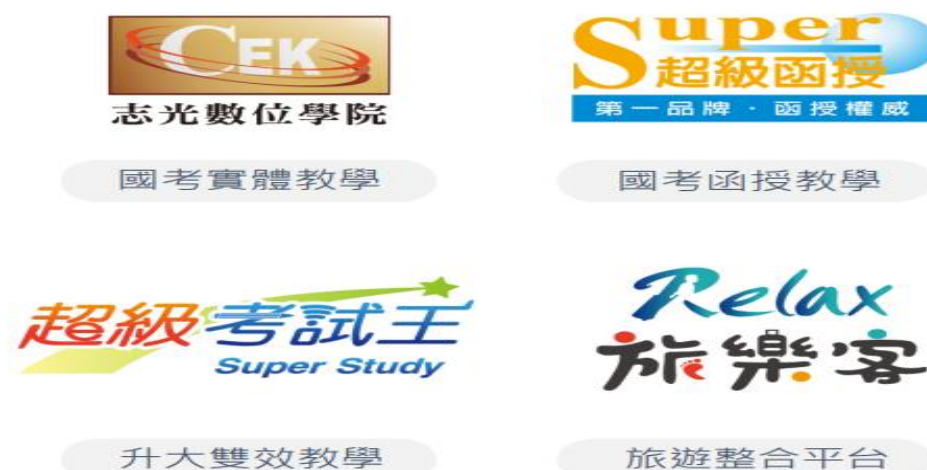 CEK
志光數位學院
國考實體教學
Super
超級函授
第一品牌·函授權威
國考函授教學
超級考試王
Super Study
升大雙效教學
Relax
旅樂客
旅遊整合平台